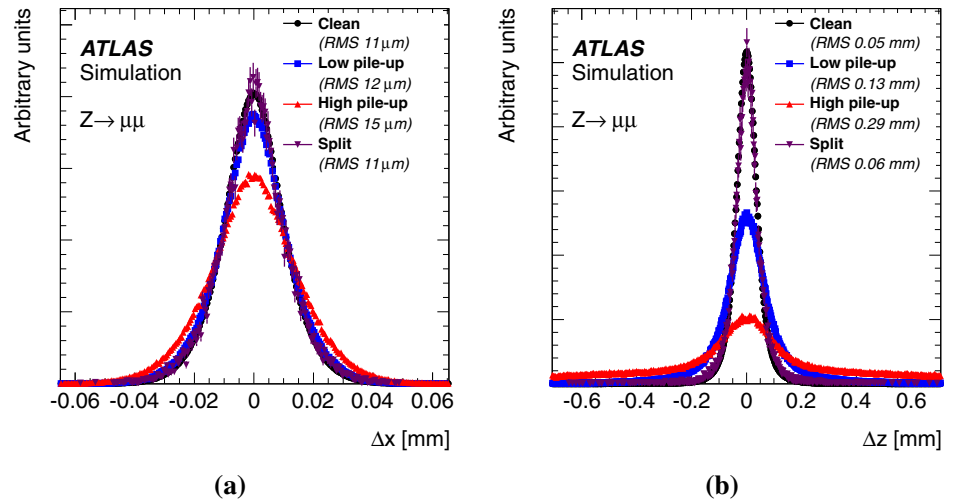 Arbitrary units
ATLAS
Simulation
Z→ μμ
Clean
(RMS 11μm)
Low pile-up
(RMS 12 μm)
High pile-up
(RMS 15 μm)
Split
(RMS 11μm)
-0.06 -0.04 -0.02 0 0.02 0.04 0.06
Δx [mm]
(a)
Arbitrary units
ATLAS
Simulation
Z→ μμ
Clean
(RMS 0.05 mm)
Low pile-up
(RMS 0.13 mm)
High pile-up
(RMS 0.29 mm)
Split
(RMS 0.06 mm)
-0.6 -0.4 -0.2 0 0.2 0.4 0.6
Δz [mm]
(b)